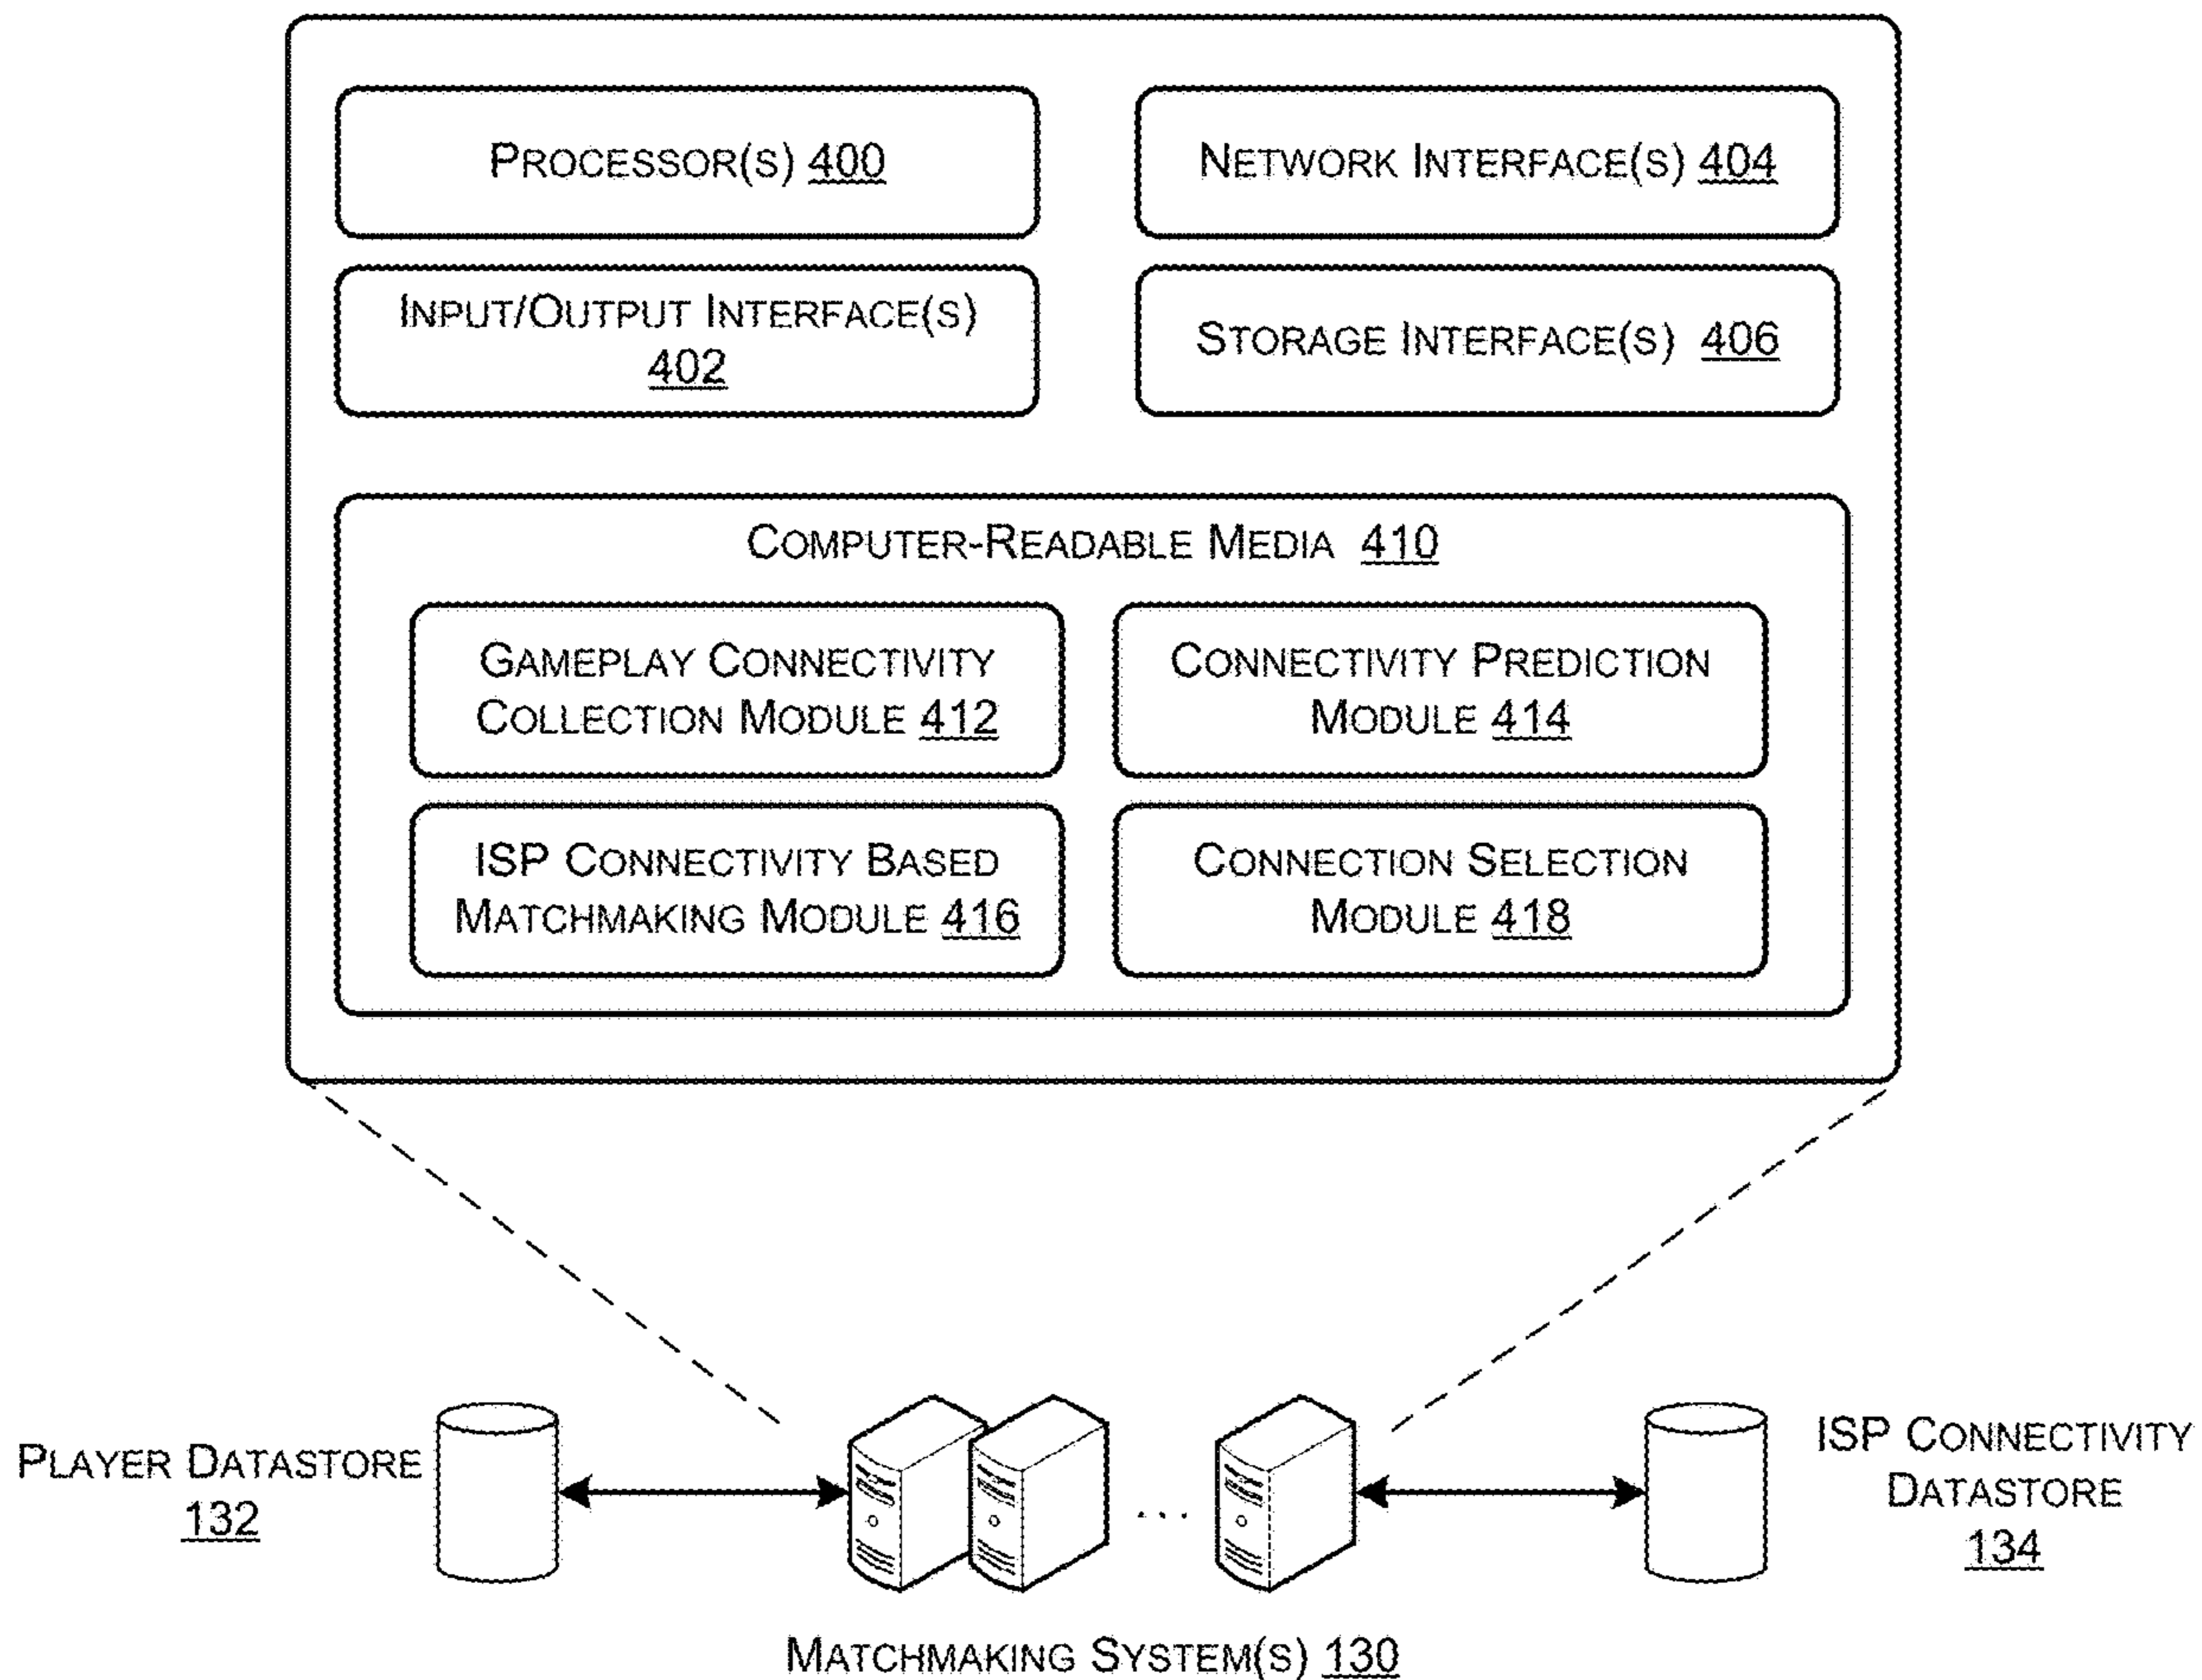 PROCESSOR(S) 400
NETWORK INTERFACE(S) 404
INPUT/OUTPUT INTERFACE(S)
402
STORAGE INTERFACE(S) 406
COMPUTER-READABLE MEDIA 410
GAMEPLAY CONNECTIVITY
COLLECTION MODULE 412
CONNECTIVITY PREDICTION
MODULE 414
ISP CONNECTIVITY BASED
MATCHMAKING MODULE 416
CONNECTION SELECTION
MODULE 418
PLAYER DATASTORE
132
...
ISP CONNECTIVITY
DATASTORE
134
MATCHMAKING SYSTEM(S) 130